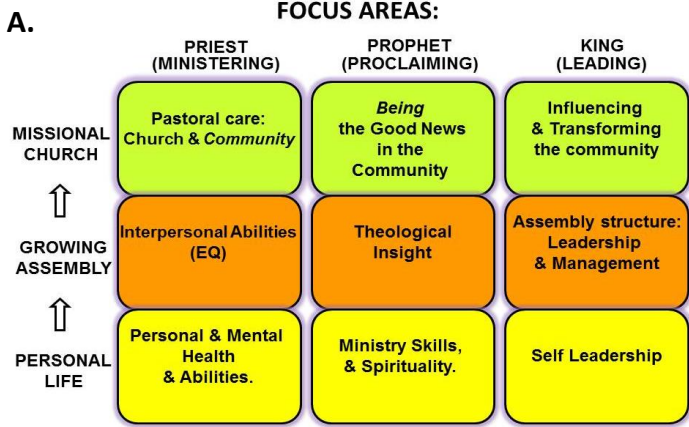 A.
FOCUS AREAS:
PRIEST
(MINISTERING)
PROPHET
(PROCLAIMING)
KING
(LEADING)
MISSIONAL
CHURCH
Pastoral care:
Church & Community
Being
the Good News
in the
Community
Influencing
& Transforming
the community
GROWING
ASSEMBLY
Interpersonal Abilities
(EQ)
Theological
Insight
Assembly structure:
Leadership
& Management
PERSONAL
LIFE
Personal & Mental
Health
& Abilities.
Ministry Skills,
& Spirituality.
Self Leadership